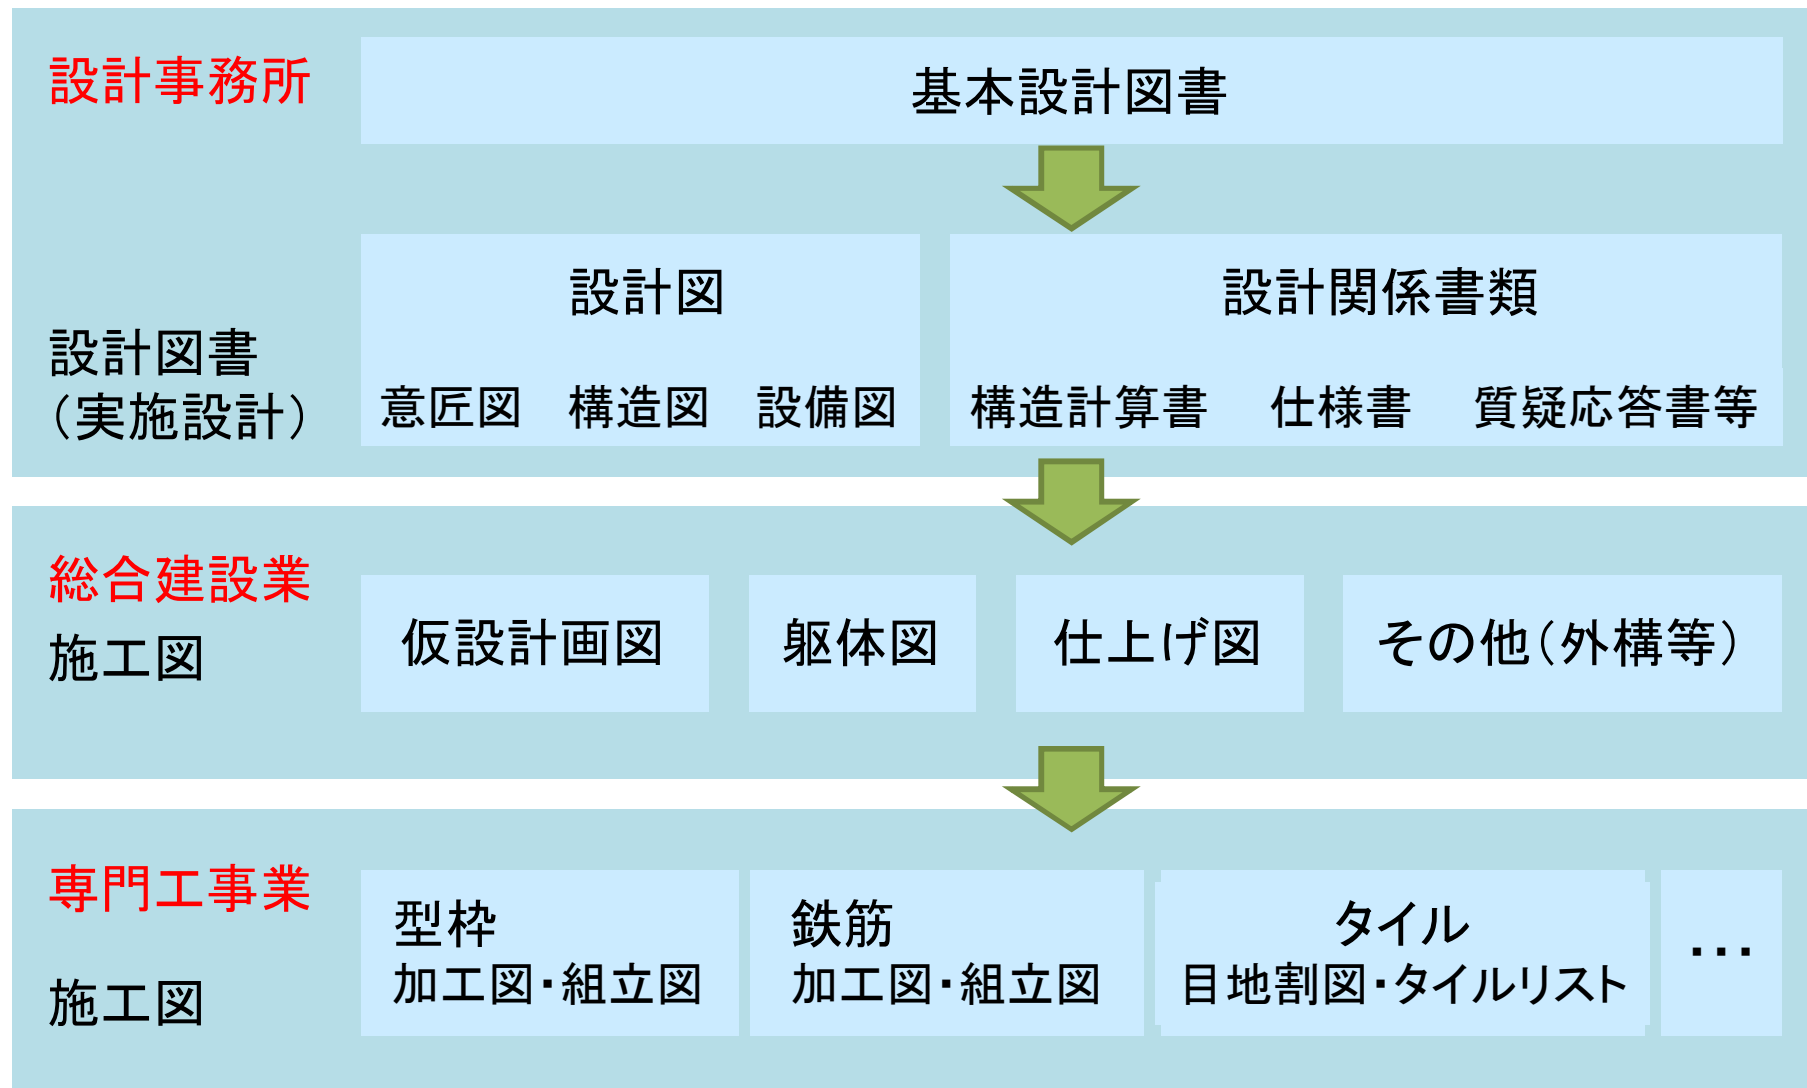 設計事務所
基本設計図書
設計図書
（実施設計）
設計図
意匠図　構造図　設備図
設計関係書類
構造計算書　仕様書　質疑応答書等
総合建設業
施工図
仮設計画図
躯体図
仕上げ図
その他（外構等）
専門工事業
施工図
型枠
加工図・組立図
鉄筋
加工図・組立図
タイル
目地割図・タイルリスト
・・・